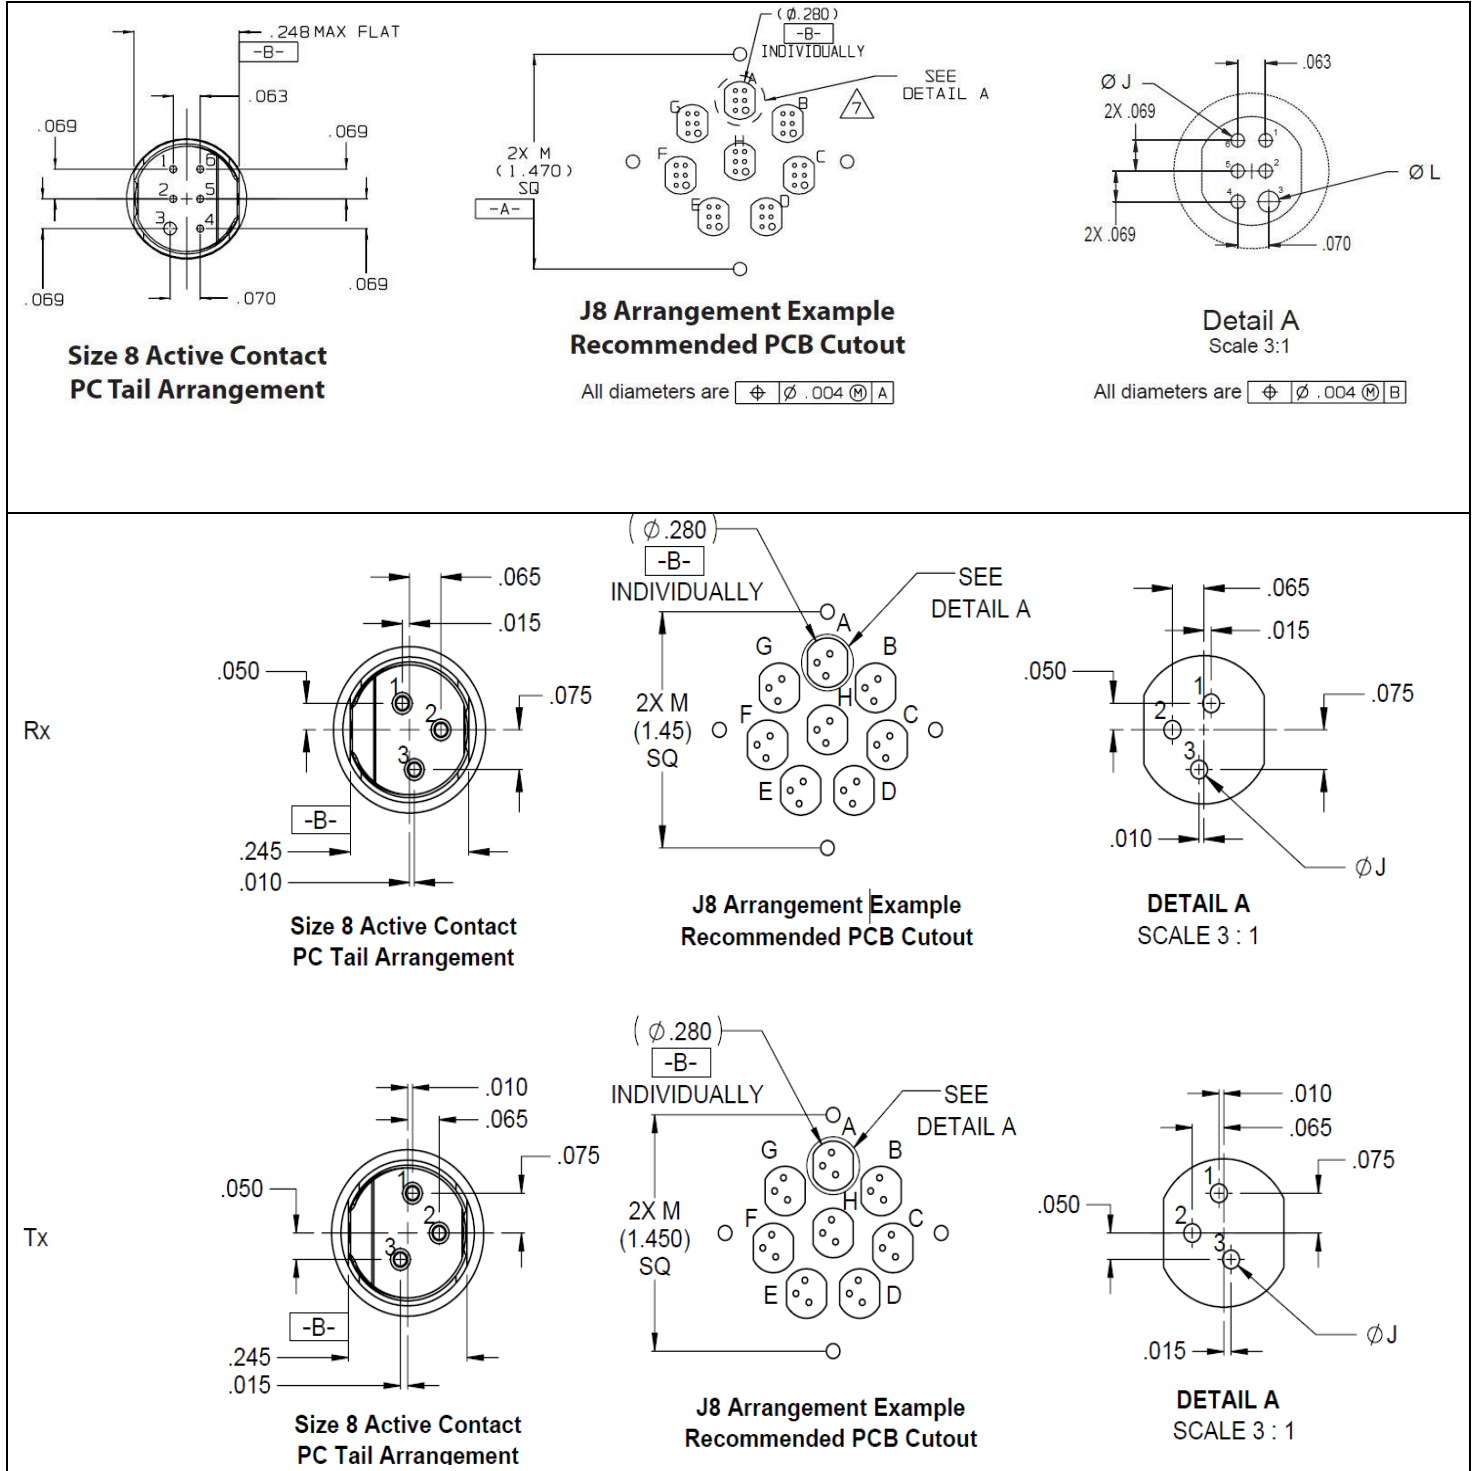 .248 MAX FLAT
-B-
.063
.069
.069
1
6
2
5
3
4
.069
.069
.070
Size 8 Active Contact
PC Tail Arrangement
(Ø.280)
-B-
INDIVIDUALLY
SEE
DETAIL A
7
A
G
B
H
F
C
E
D
2X M
(1.470)
SQ
-A-
J8 Arrangement Example
Recommended PCB Cutout
All diameters are ⌖ Ø .004 Ⓜ A
.063
Ø J
2X .069
6
1
5
2
4
3
Ø L
2X .069
.070
Detail A
Scale 3:1
All diameters are ⌖ Ø .004 Ⓜ B
Rx
.065
.015
.050
.075
1
2
3
-B-
.245
.010
Size 8 Active Contact
PC Tail Arrangement
(Ø.280)
-B-
INDIVIDUALLY
SEE
DETAIL A
A
G
B
H
F
C
E
D
2X M
(1.45)
SQ
J8 Arrangement Example
Recommended PCB Cutout
.065
.015
.050
.075
1
2
3
.010
ØJ
DETAIL A
SCALE 3 : 1
Tx
.010
.065
.075
.050
1
2
3
-B-
.245
.015
Size 8 Active Contact
PC Tail Arrangement
(Ø.280)
-B-
INDIVIDUALLY
SEE
DETAIL A
A
G
B
H
F
C
E
D
2X M
(1.450)
SQ
J8 Arrangement Example
Recommended PCB Cutout
.010
.065
.075
.050
1
2
3
.015
ØJ
DETAIL A
SCALE 3 : 1